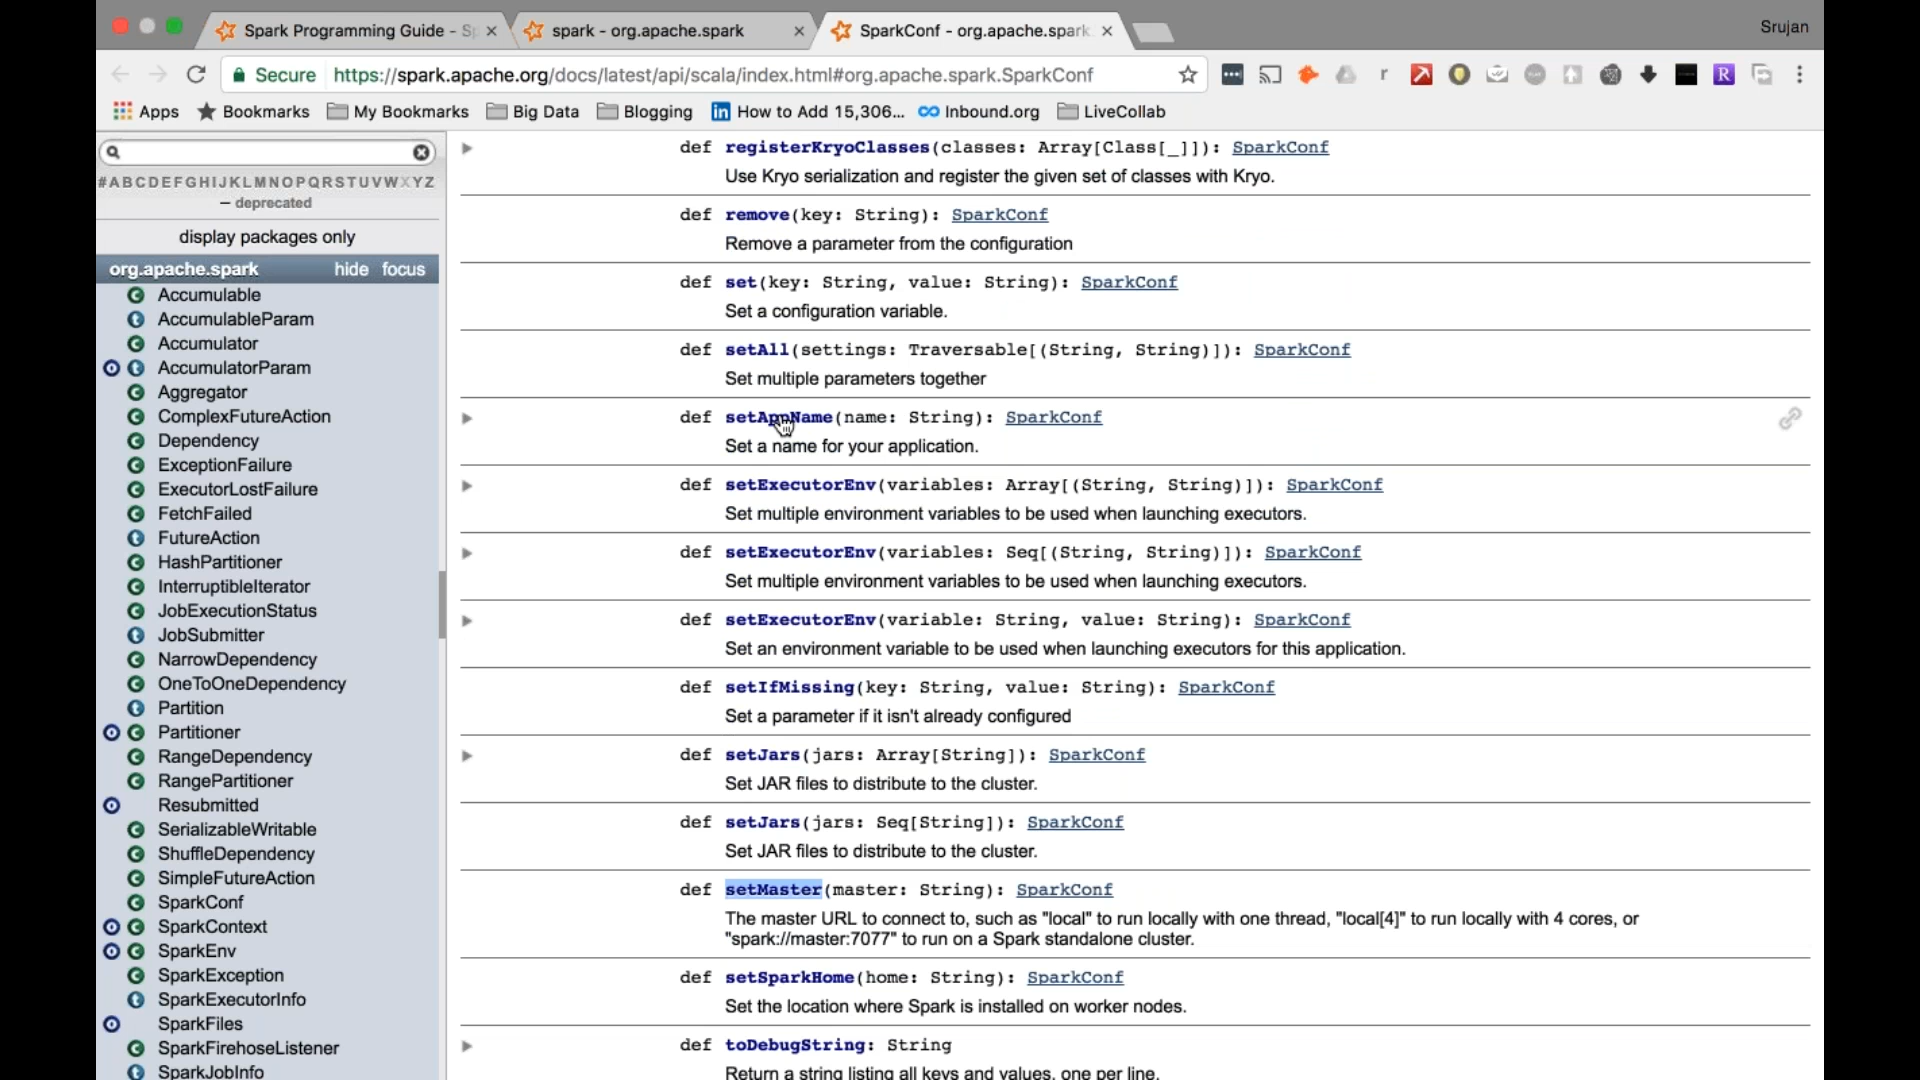 Spark Programming Guide - Sp
spark - org.apache.spark
SparkConf - org.apache.spark.
Srujan
Secure https://spark.apache.org/docs/latest/api/scala/index.html#org.apache.spark.SparkConf
Apps Bookmarks My Bookmarks Big Data Blogging How to Add 15,306... Inbound.org LiveCollab
#ABCDEFGHIJKLMNOPQRSTUVWXYZ
– deprecated
display packages only
org.apache.spark hide focus
Accumulable
AccumulableParam
Accumulator
AccumulatorParam
Aggregator
ComplexFutureAction
Dependency
ExceptionFailure
ExecutorLostFailure
FetchFailed
FutureAction
HashPartitioner
InterruptibleIterator
JobExecutionStatus
JobSubmitter
NarrowDependency
OneToOneDependency
Partition
Partitioner
RangeDependency
RangePartitioner
Resubmitted
SerializableWritable
ShuffleDependency
SimpleFutureAction
SparkConf
SparkContext
SparkEnv
SparkException
SparkExecutorInfo
SparkFiles
SparkFirehoseListener
SparkJobInfo
def registerKryoClasses(classes: Array[Class[_]]): SparkConf
Use Kryo serialization and register the given set of classes with Kryo.
def remove(key: String): SparkConf
Remove a parameter from the configuration
def set(key: String, value: String): SparkConf
Set a configuration variable.
def setAll(settings: Traversable[(String, String)]): SparkConf
Set multiple parameters together
def setAppName(name: String): SparkConf
Set a name for your application.
def setExecutorEnv(variables: Array[(String, String)]): SparkConf
Set multiple environment variables to be used when launching executors.
def setExecutorEnv(variables: Seq[(String, String)]): SparkConf
Set multiple environment variables to be used when launching executors.
def setExecutorEnv(variable: String, value: String): SparkConf
Set an environment variable to be used when launching executors for this application.
def setIfMissing(key: String, value: String): SparkConf
Set a parameter if it isn't already configured
def setJars(jars: Array[String]): SparkConf
Set JAR files to distribute to the cluster.
def setJars(jars: Seq[String]): SparkConf
Set JAR files to distribute to the cluster.
def setMaster(master: String): SparkConf
The master URL to connect to, such as "local" to run locally with one thread, "local[4]" to run locally with 4 cores, or
"spark://master:7077" to run on a Spark standalone cluster.
def setSparkHome(home: String): SparkConf
Set the location where Spark is installed on worker nodes.
def toDebugString: String
Return a string listing all keys and values, one per line.